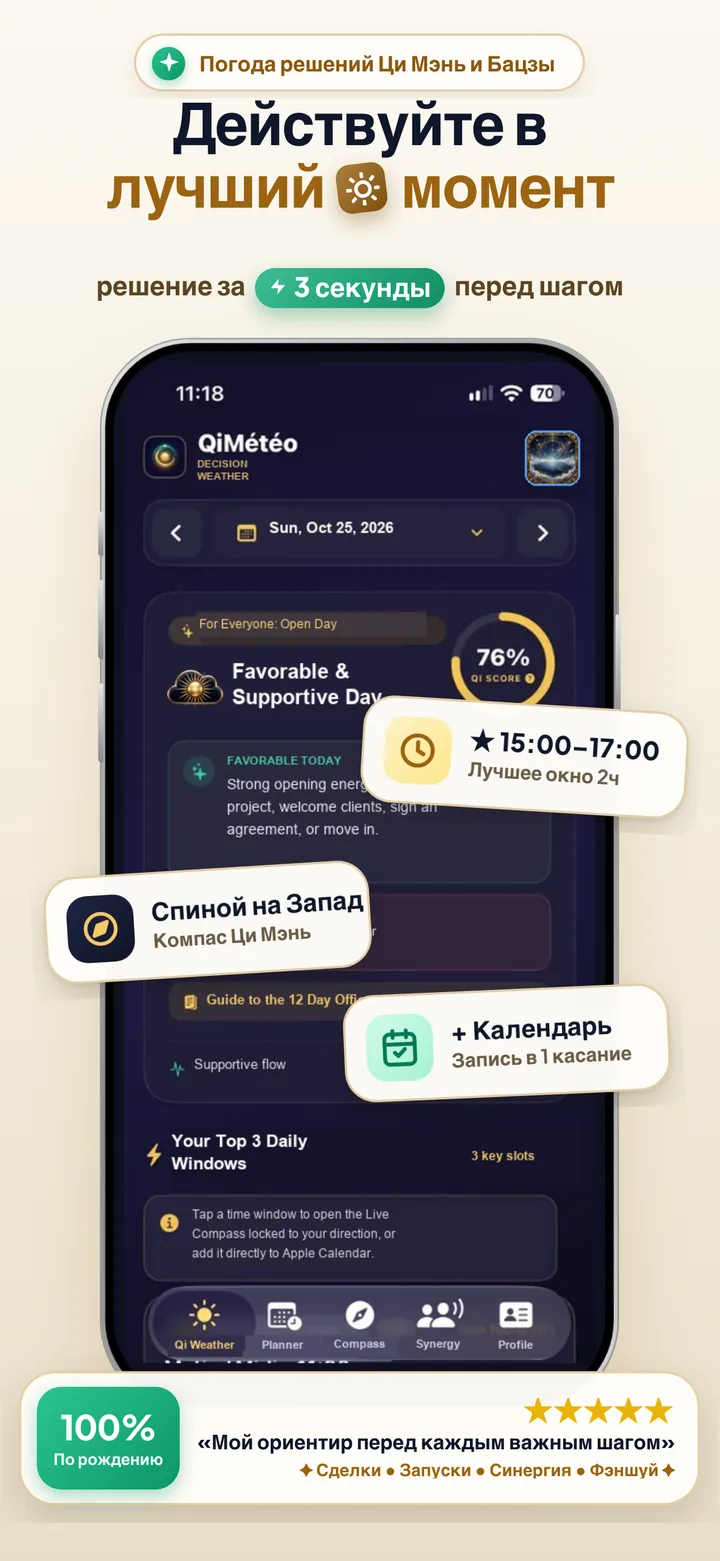 Погода решений Ци Мэнь и Бацзы
Действуйте в
лучший момент
решение за 3 секунды перед шагом
11:18
70
QiMétéo
DECISION
WEATHER
Sun, Oct 25, 2026
For Everyone: Open Day
76%
QI SCORE ?
Favorable &
Supportive Day
★ 15:00–17:00
Лучшее окно 2ч
FAVORABLE TODAY
Strong opening energ
project, welcome clients, sign an
agreement, or move in.
Спиной на Запад
Компас Ци Мэнь
r
Guide to the 12 Day Offi
+ Календарь
Запись в 1 касание
Supportive flow
Your Top 3 Daily
Windows
3 key slots
Tap a time window to open the Live
Compass locked to your direction, or
add it directly to Apple Calendar.
Qi Weather
Planner
Compass
Synergy
Profile
100%
По рождению
★★★★★
«Мой ориентир перед каждым важным шагом»
✦ Сделки • Запуски • Синергия • Фэншуй ✦